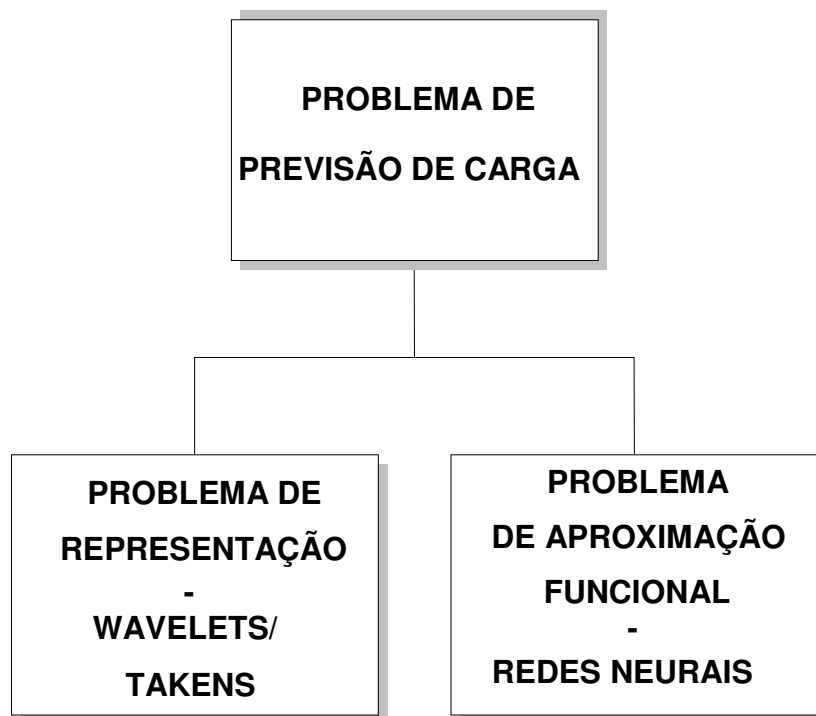 PROBLEMA DE
PREVISÃO DE CARGA
PROBLEMA DE
REPRESENTAÇÃO
-
WAVELETS/
TAKENS
PROBLEMA
DE APROXIMAÇÃO
FUNCIONAL
-
REDES NEURAIS